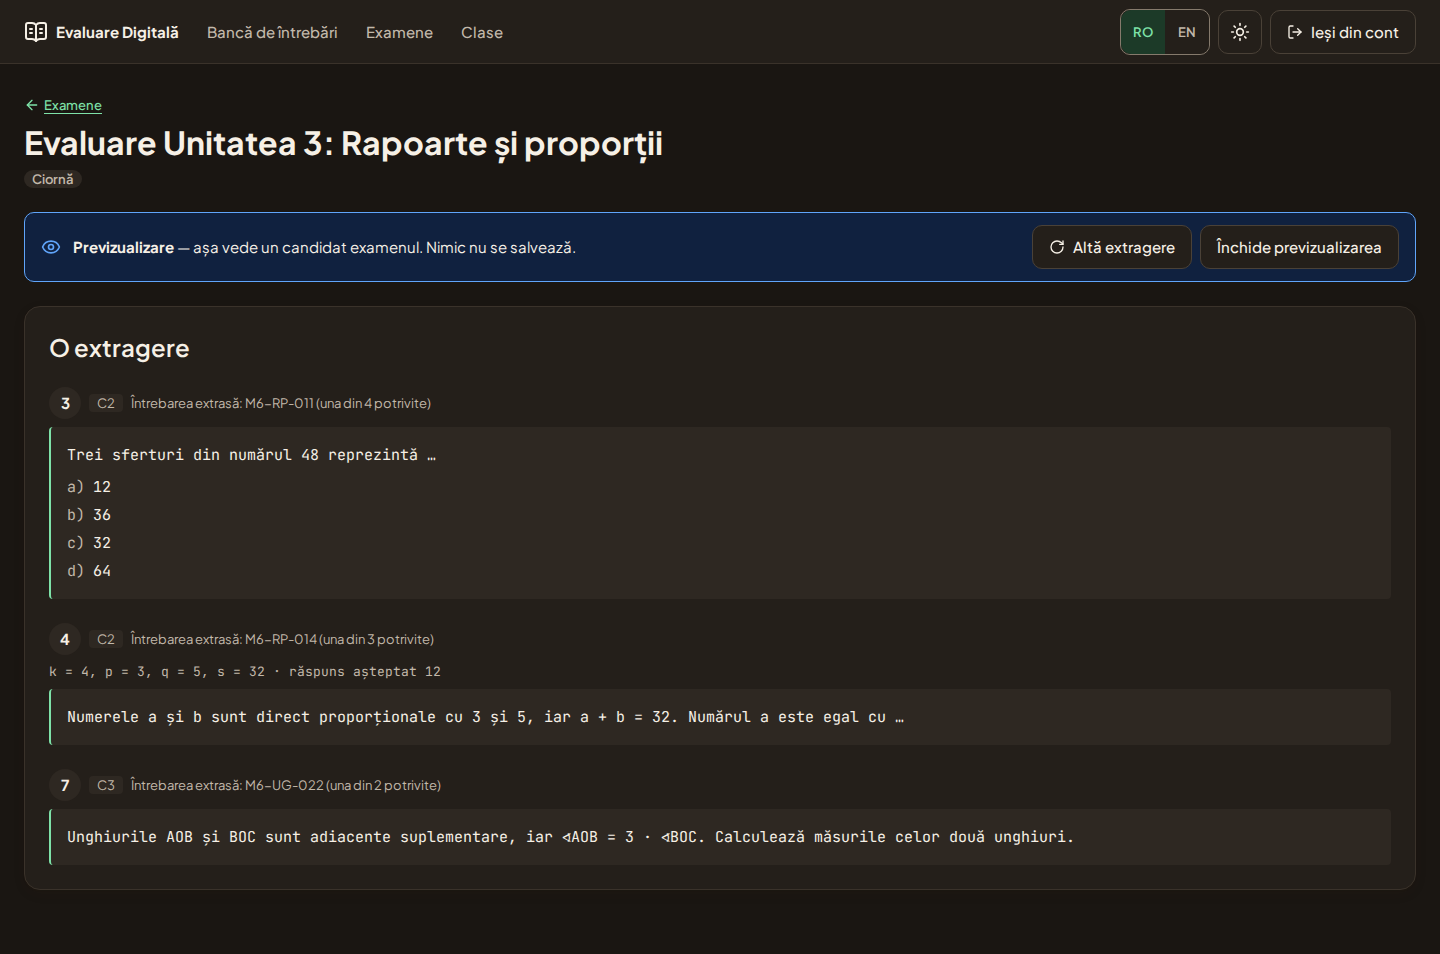 Evaluare Digitală Bancă de întrebări Examene Clase RO EN Ieși din cont
Examene
Evaluare Unitatea 3: Rapoarte și proporții
Ciornă
Previzualizare — așa vede un candidat examenul. Nimic nu se salvează. Altă extragere Închide previzualizarea
O extragere
3 C2 Întrebarea extrasă: M6-RP-011 (una din 4 potrivite)
Trei sferturi din numărul 48 reprezintă …
a) 12
b) 36
c) 32
d) 64
4 C2 Întrebarea extrasă: M6-RP-014 (una din 3 potrivite)
k = 4, p = 3, q = 5, s = 32 · răspuns așteptat 12
Numerele a și b sunt direct proporționale cu 3 și 5, iar a + b = 32. Numărul a este egal cu …
7 C3 Întrebarea extrasă: M6-UG-022 (una din 2 potrivite)
Unghiurile AOB și BOC sunt adiacente suplementare, iar ∢AOB = 3 · ∢BOC. Calculează măsurile celor două unghiuri.